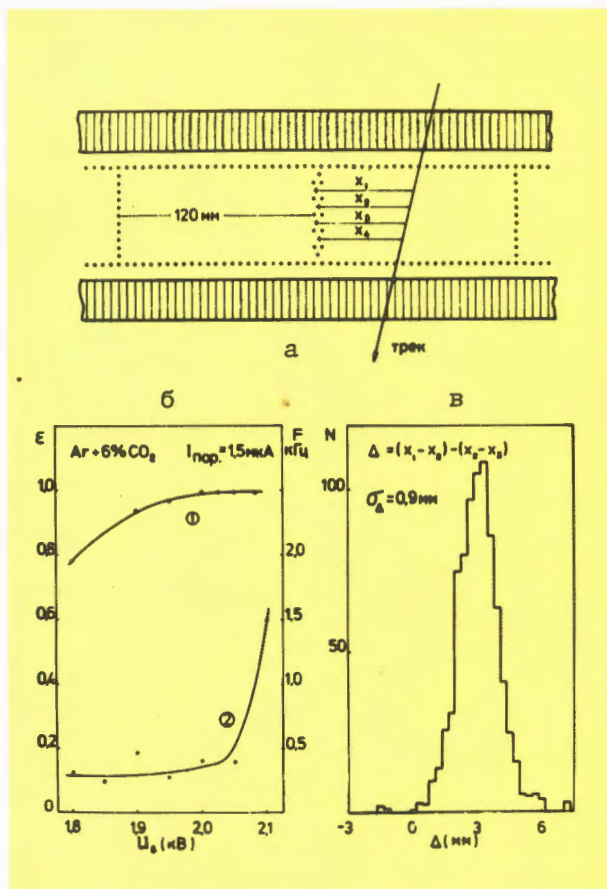 x₁
x₂
x₃
x₄
120 мм
а
трек
б
ε
Ar + 6% CO₂
I пор. = 1,5 мкА
F
кГц
1,0
0,8
0,6
0,4
0,2
0
①
②
2,0
1,5
1,0
0,5
1,8
1,9
2,0
2,1
(кВ)
в
N
Δ = (x₁ - x₂) - (x₂ - x₃)
σΔ = 0,9 мм
100
50
-3
0
3
6
Δ (мм)